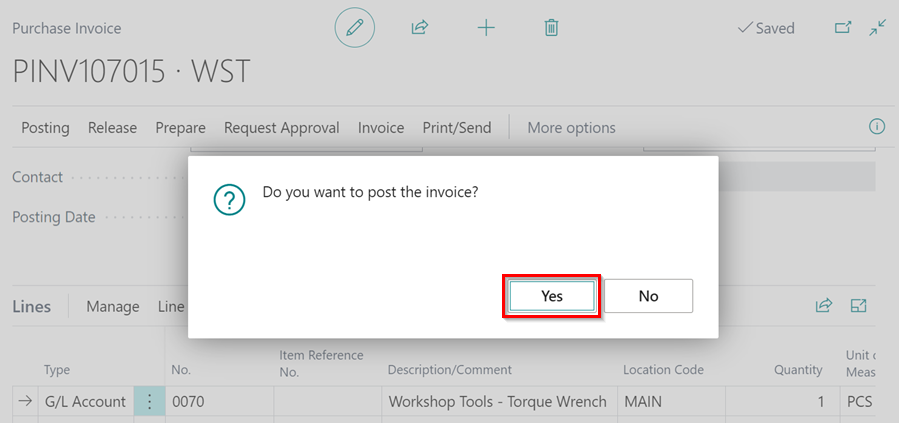 Purchase Invoice
Saved
PINV107015 · WST
Posting Release Prepare Request Approval Invoice Print/Send More options
Contact
Posting Date
Do you want to post the invoice?
Yes No
Lines Manage Line
Type No. Item Reference No. Description/Comment Location Code Quantity Unit Meas
G/L Account 0070 Workshop Tools - Torque Wrench MAIN 1 PCS